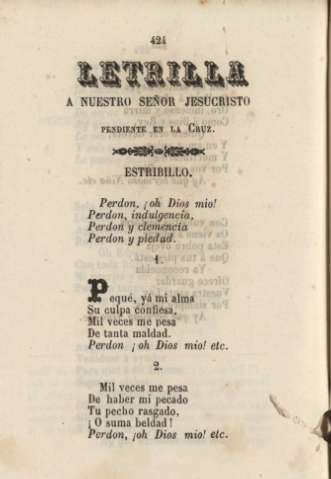 424
LETRILLA
A NUESTRO SEÑOR JESUCRISTO
PENDIENTE EN LA CRUZ.
ESTRIBILLO.
Perdon, ¡oh Dios mio!
Perdon, indulgencia,
Perdon y clemencia
Perdon y piedad.
1
Pequé, yá mi alma
Su culpa confiesa,
Mil veces me pesa
De tanta maldad.
Perdon ¡oh Dios mio! etc.
2.
Mil veces me pesa
De haber mi pecado
Tu pecho rasgado,
¡O suma beldad!
Perdon, ¡oh Dios mio! etc.